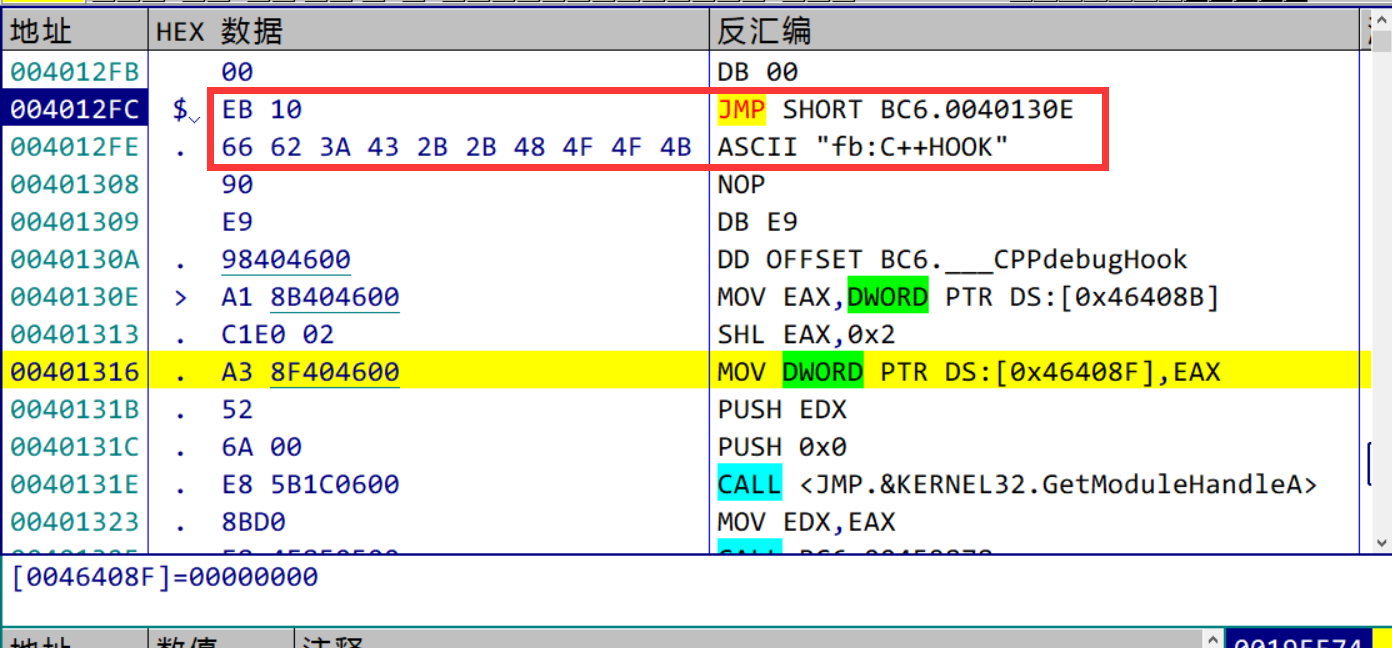 地址 HEX 数据 反汇编
004012FB 00 DB 00
004012FC $ EB 10 JMP SHORT BC6.0040130E
004012FE . 66 62 3A 43 2B 2B 48 4F 4F 4B ASCII "fb:C++HOOK"
00401308 90 NOP
00401309 E9 DB E9
0040130A . 98404600 DD OFFSET BC6.___CPPdebugHook
0040130E > A1 8B404600 MOV EAX,DWORD PTR DS:[0x46408B]
00401313 . C1E0 02 SHL EAX,0x2
00401316 . A3 8F404600 MOV DWORD PTR DS:[0x46408F],EAX
0040131B . 52 PUSH EDX
0040131C . 6A 00 PUSH 0x0
0040131E . E8 5B1C0600 CALL <JMP.&KERNEL32.GetModuleHandleA>
00401323 . 8BD0 MOV EDX,EAX
[0046408F]=00000000
地址 数值 注释